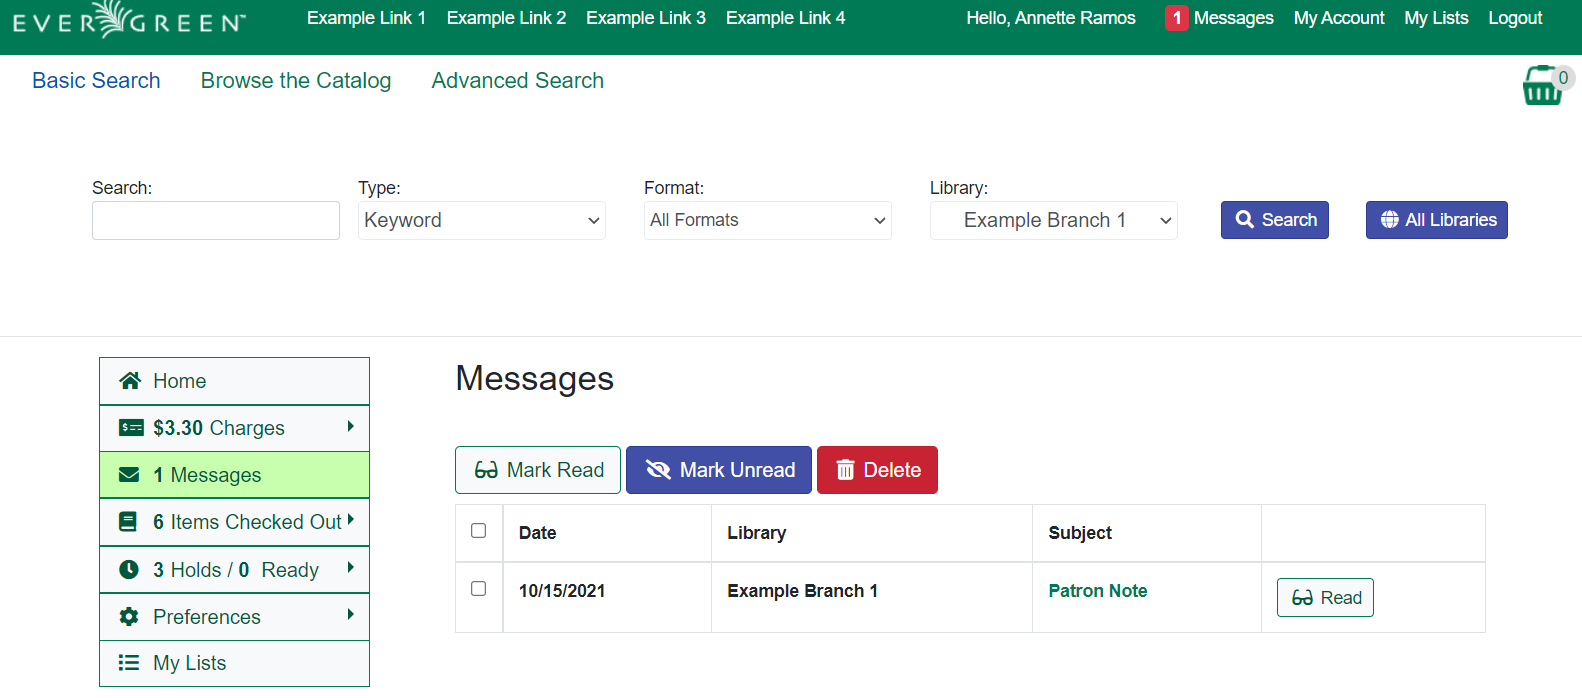 EVERGREEN™ Example Link 1 Example Link 2 Example Link 3 Example Link 4 Hello, Annette Ramos 1 Messages My Account My Lists Logout
Basic Search Browse the Catalog Advanced Search 0
Search: Type: Format: Library:
Keyword All Formats Example Branch 1 Search All Libraries
Home
$3.30 Charges
1 Messages
6 Items Checked Out
3 Holds / 0 Ready
Preferences
My Lists
Messages
Mark Read Mark Unread Delete
Date Library Subject
10/15/2021 Example Branch 1 Patron Note Read